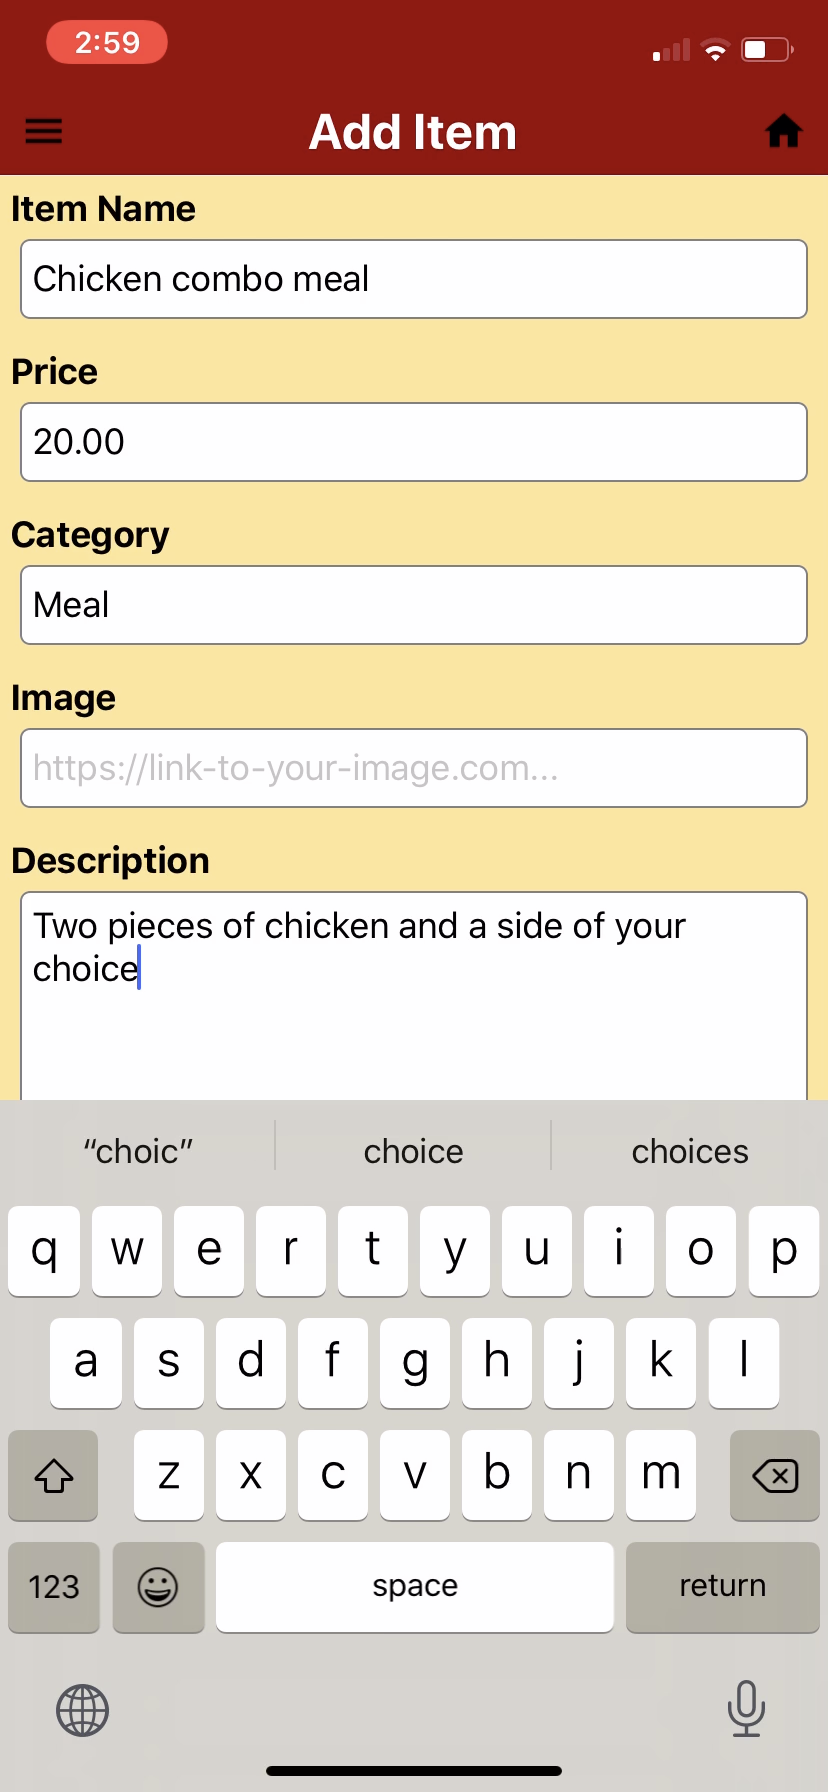 2:59
Add Item
Item Name
Chicken combo meal
Price
20.00
Category
Meal
Image
https://link-to-your-image.com...
Description
Two pieces of chicken and a side of your
choice
“choic” choice choices
q w e r t y u i o p
a s d f g h j k l
z x c v b n m
123 space return